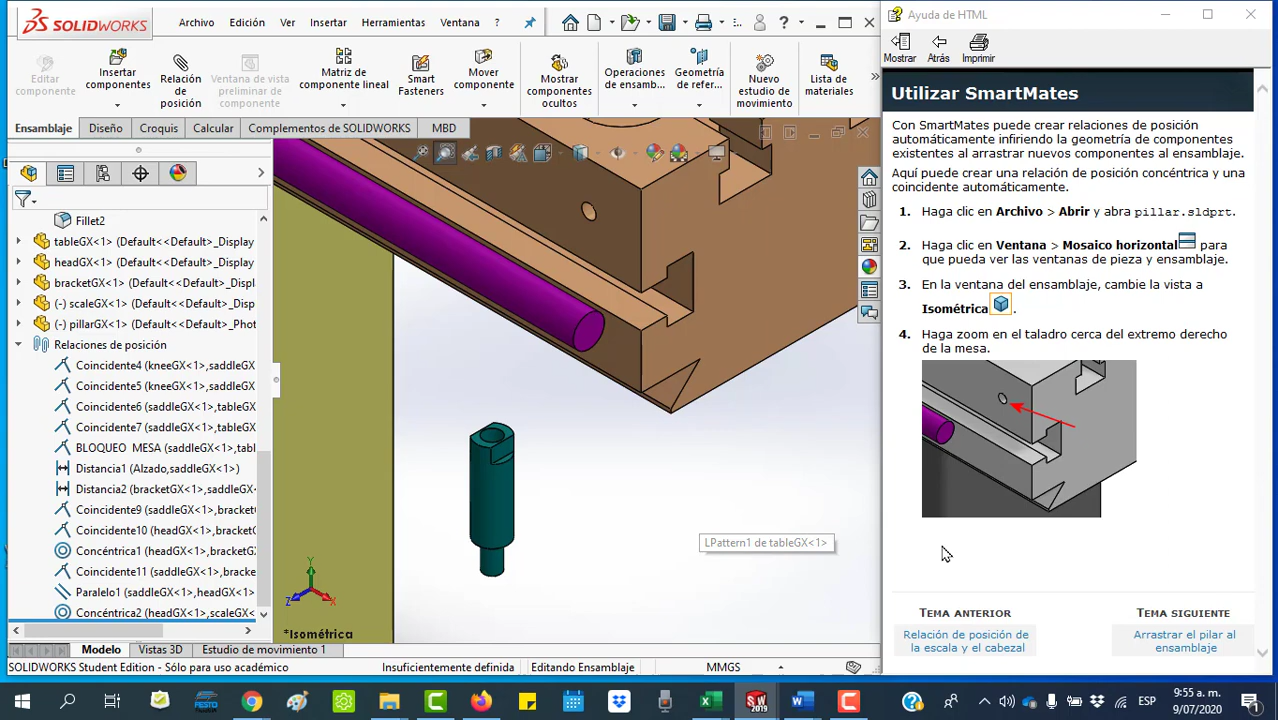 SOLIDWORKS
Archivo
Edición
Ver
Insertar
Herramientas
Ventana
?
Editar
componente
Insertar
componentes
Relación
de
posición
Ventana de vista
preliminar de
componente
Matriz de
componente lineal
Smart
Fasteners
Mover
componente
Mostrar
componentes
ocultos
Operaciones
de ensamb...
Geometría
de refer...
Nuevo
estudio de
movimiento
Lista de
materiales
Ensamblaje
Diseño
Croquis
Calcular
Complementos de SOLIDWORKS
MBD
Fillet2
tableGX<1> (Default<<Default>_Display
headGX<1> (Default<<Default>_Display
bracketGX<1> (Default<<Default>_Displ
(-) scaleGX<1> (Default<<Default>_Disp
(-) pillarGX<1> (Default<<Default>_Phot
Relaciones de posición
Coincidente4 (kneeGX<1>,saddleGX
Coincidente5 (kneeGX<1>,saddleGX
Coincidente6 (saddleGX<1>,tableGX
Coincidente7 (saddleGX<1>,tableGX
BLOQUEO MESA (saddleGX<1>,tabl
Distancia1 (Alzado,saddleGX<1>)
Distancia2 (bracketGX<1>,saddleGX
Coincidente9 (saddleGX<1>,bracket
Coincidente10 (headGX<1>,bracket
Concéntrica1 (headGX<1>,bracketG
Coincidente11 (saddleGX<1>,bracke
Paralelo1 (saddleGX<1>,headGX<1>
Concéntrica2 (headGX<1>,scaleGX<
LPattern1 de tableGX<1>
Y
Z
X
*Isométrica
Modelo
Vistas 3D
Estudio de movimiento 1
SOLIDWORKS Student Edition - Sólo para uso académico
Insuficientemente definida
Editando Ensamblaje
MMGS
Ayuda de HTML
Mostrar
Atrás
Imprimir
Utilizar SmartMates
Con SmartMates puede crear relaciones de posición
automáticamente infiriendo la geometría de componentes
existentes al arrastrar nuevos componentes al ensamblaje.
Aquí puede crear una relación de posición concéntrica y una
coincidente automáticamente.
1. Haga clic en Archivo > Abrir y abra pillar.sldprt.
2. Haga clic en Ventana > Mosaico horizontal para
que pueda ver las ventanas de pieza y ensamblaje.
3. En la ventana del ensamblaje, cambie la vista a
Isométrica .
4. Haga zoom en el taladro cerca del extremo derecho
de la mesa.
TEMA ANTERIOR
Relación de posición de
la escala y el cabezal
TEMA SIGUIENTE
Arrastrar el pilar al
ensamblaje
FESTO
SW
2019
ESP
9:55 a. m.
9/07/2020